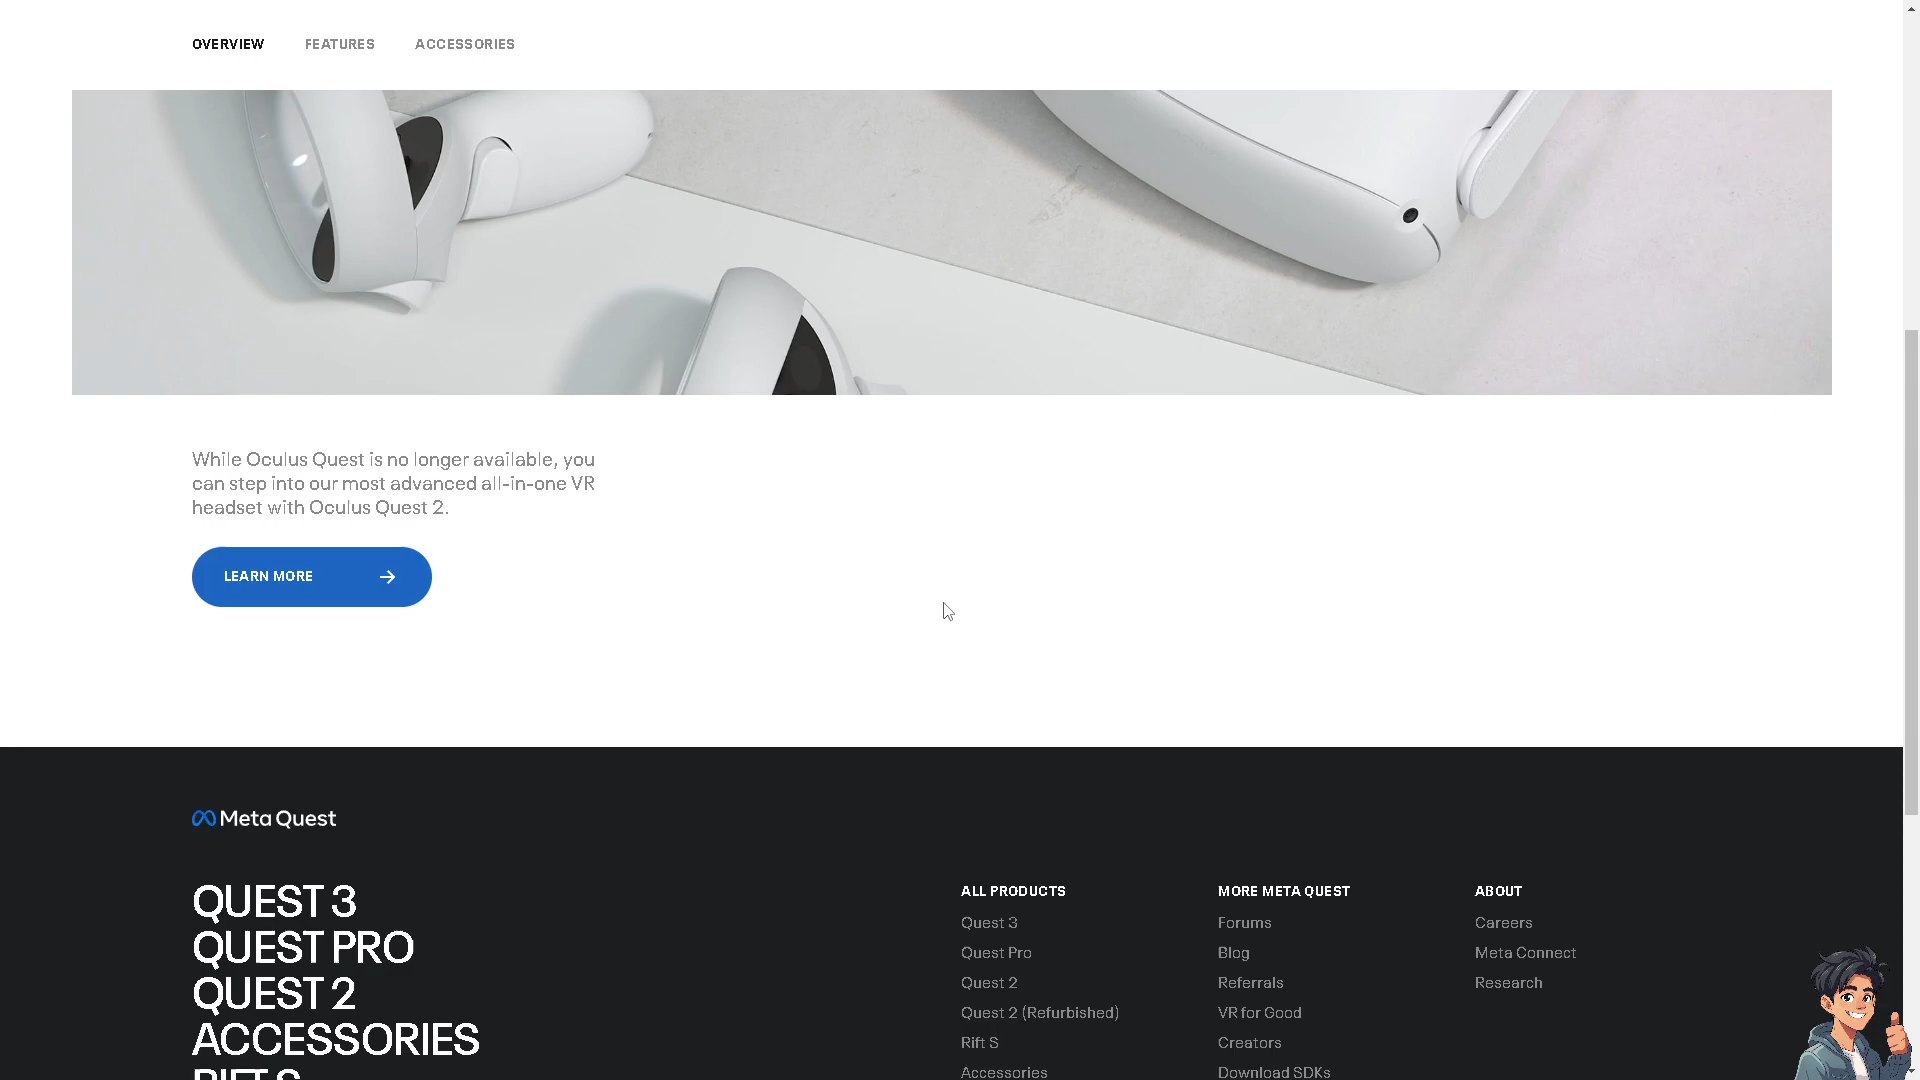 OVERVIEW FEATURES ACCESSORIES
While Oculus Quest is no longer available, you
can step into our most advanced all-in-one VR
headset with Oculus Quest 2.
LEARN MORE
Meta Quest
QUEST 3
QUEST PRO
QUEST 2
ACCESSORIES
RIFT S
ALL PRODUCTS
Quest 3
Quest Pro
Quest 2
Quest 2 (Refurbished)
Rift S
Accessories
MORE META QUEST
Forums
Blog
Referrals
VR for Good
Creators
Download SDKs
ABOUT
Careers
Meta Connect
Research